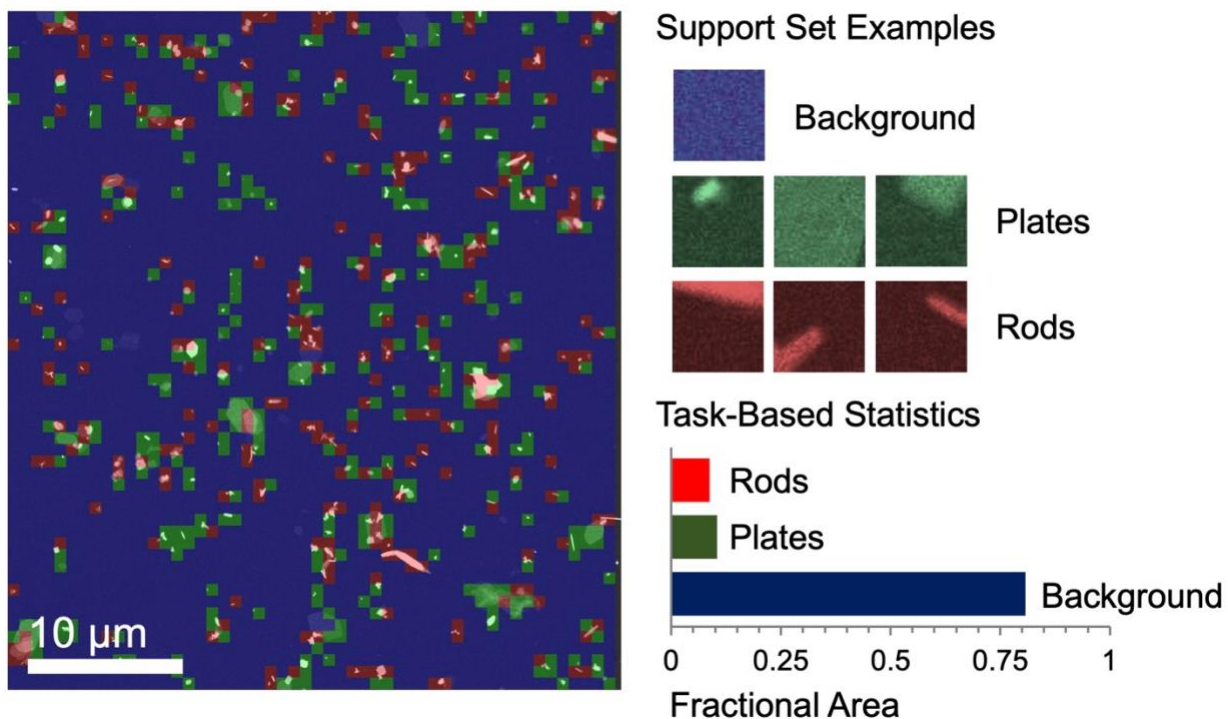 Support Set Examples
Background
Plates
Rods
Task-Based Statistics
Rods
Plates
Background
0 0.25 0.5 0.75 1
Fractional Area
10 μm